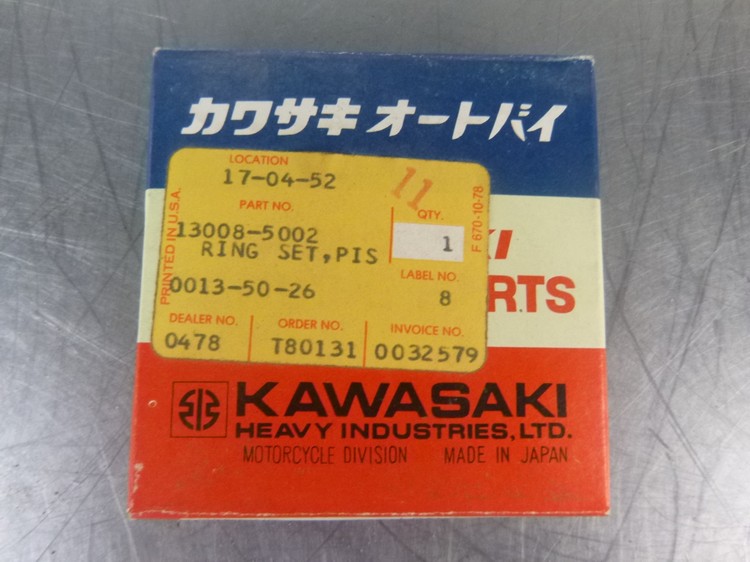 カワサキ オートバイ
LOCATION
17-04-52
11
PART NO.
QTY.
13008-5002
1
RING SET,PIS
LABEL NO.
0013-50-26
8
DEALER NO. ORDER NO. INVOICE NO.
0478 T80131 0032579
PRINTED IN U.S.A.
F 670-10-78
KAWASAKI
HEAVY INDUSTRIES, LTD.
MOTORCYCLE DIVISION MADE IN JAPAN